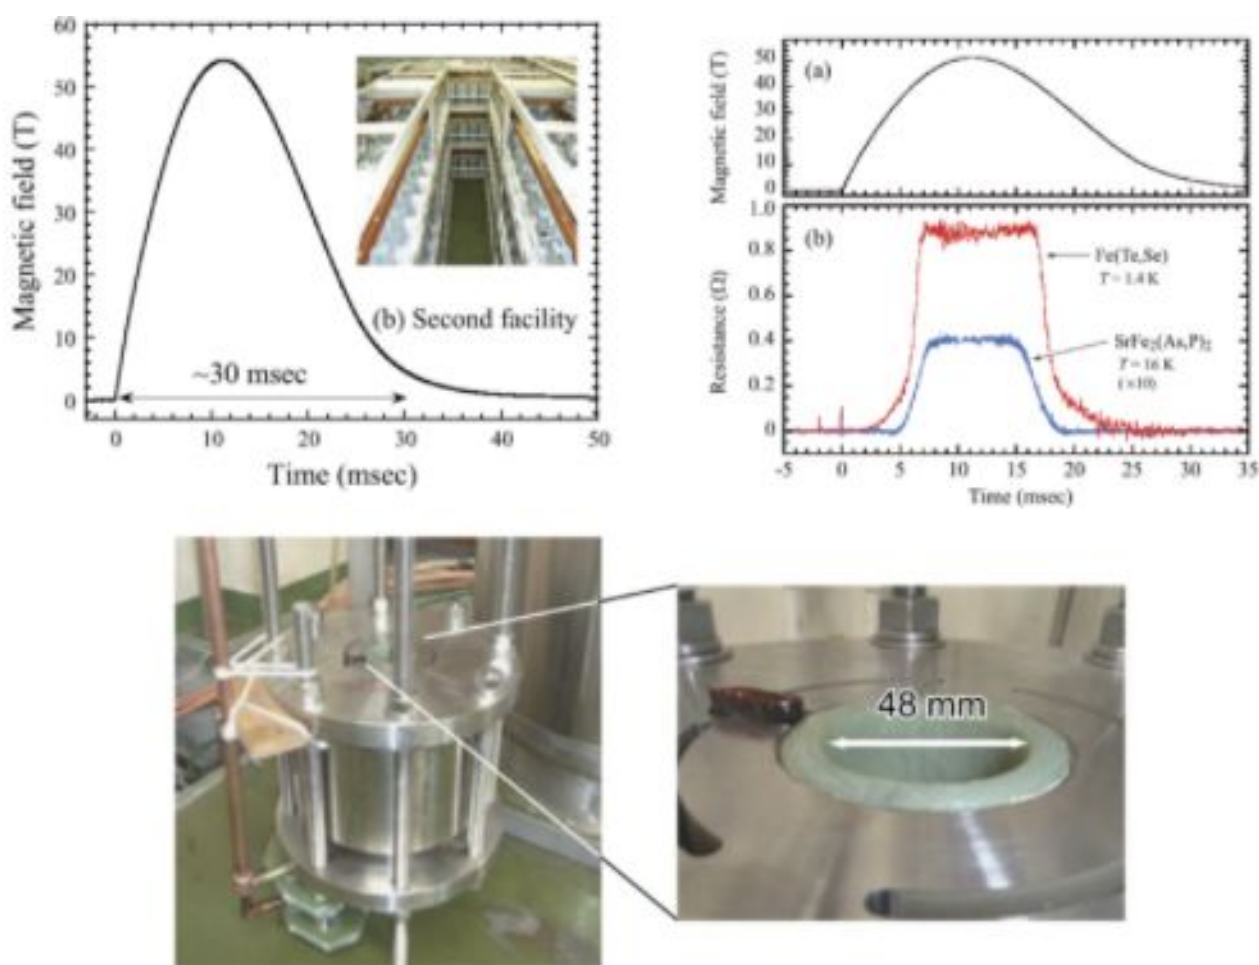 60
50
40
30
20
10
0
Magnetic field (T)
(b) Second facility
~30 msec
0
10
20
30
40
50
Time (msec)
50
40
30
20
10
0
Magnetic field (T)
(a)
1.0
0.8
0.6
0.4
0.2
0
Resistance (Ω)
(b)
Fe(Te,Se)
T = 1.4 K
SrFe₂(As,P)₂
T = 16 K
(×10)
-5
0
5
10
15
20
25
30
35
Time (msec)
48 mm